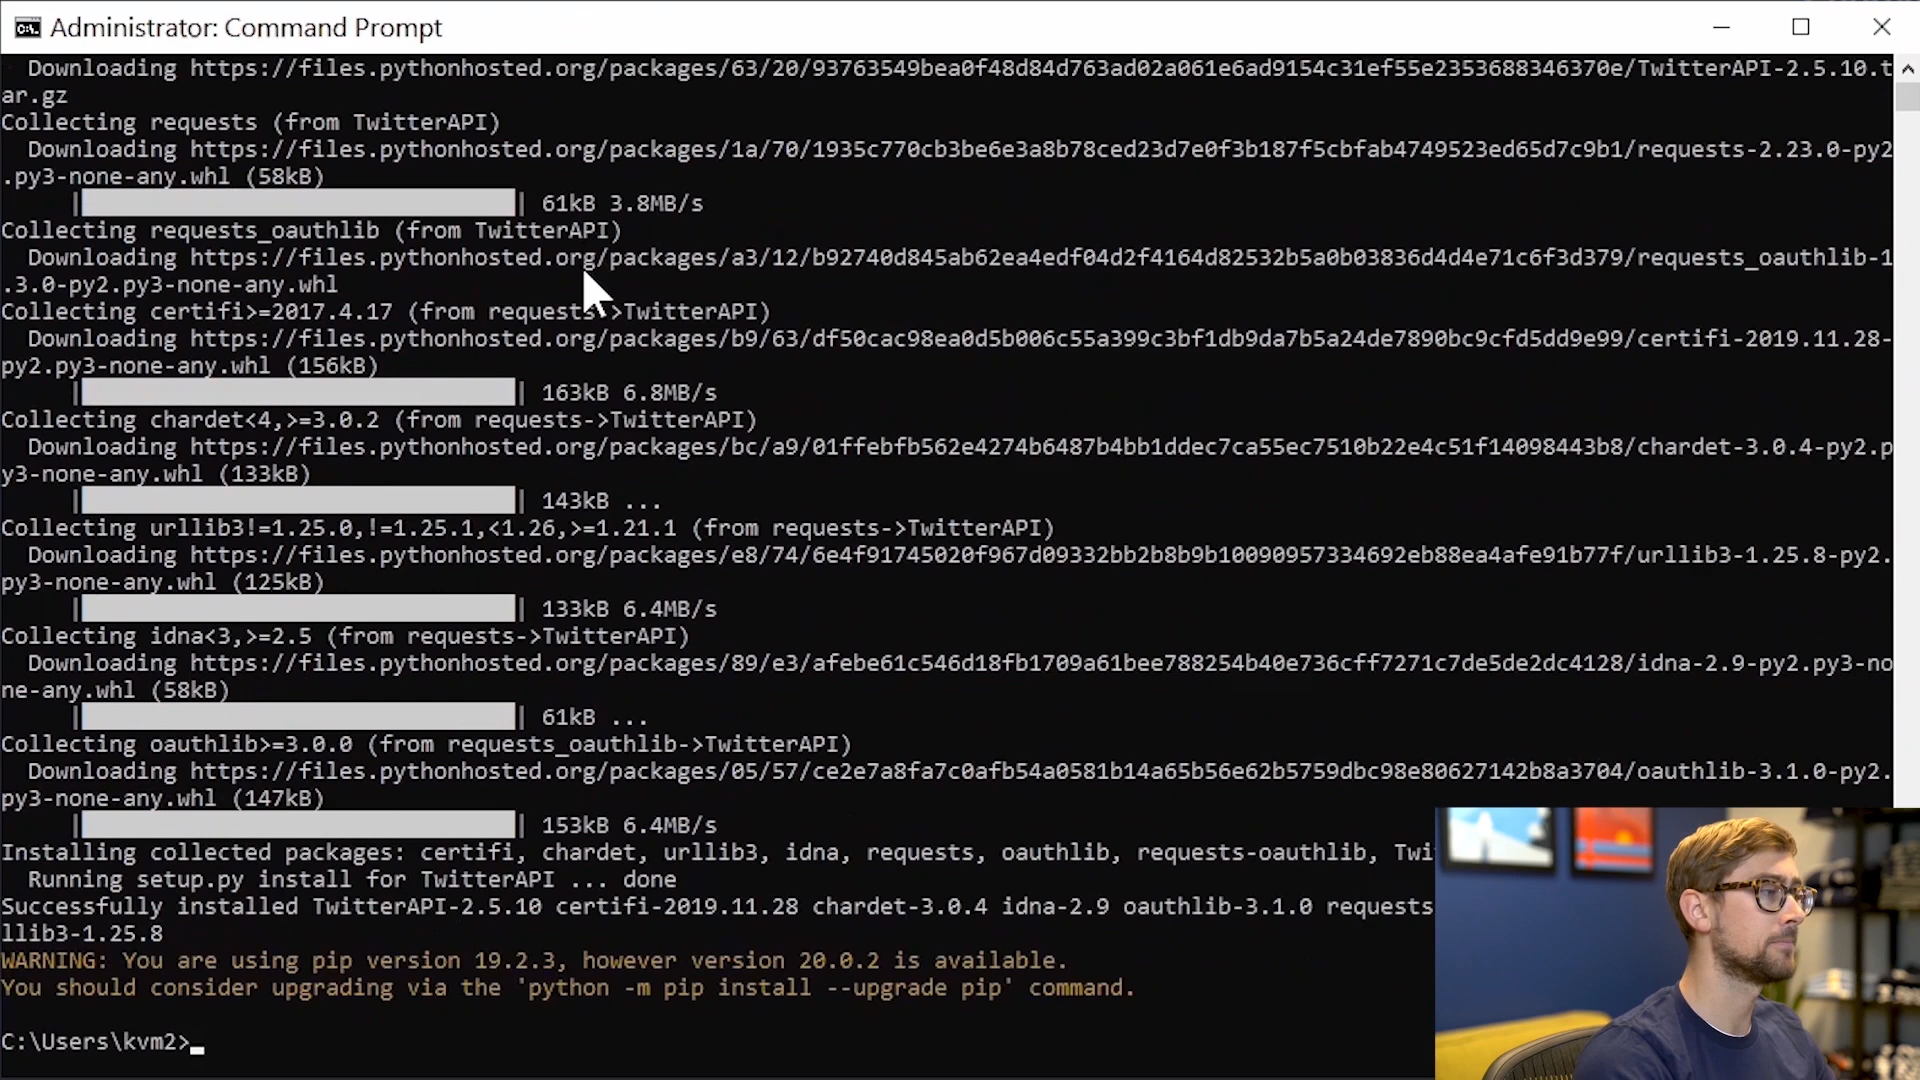 Administrator: Command Prompt
Downloading https://files.pythonhosted.org/packages/63/20/93763549bea0f48d84d763ad02a061e6ad9154c31ef55e2353688346370e/TwitterAPI-2.5.10.t
ar.gz
Collecting requests (from TwitterAPI)
Downloading https://files.pythonhosted.org/packages/1a/70/1935c770cb3be6e3a8b78ced23d7e0f3b187f5cbfab4749523ed65d7c9b1/requests-2.23.0-py2
.py3-none-any.whl (58kB)
| 61kB 3.8MB/s
Collecting requests_oauthlib (from TwitterAPI)
Downloading https://files.pythonhosted.org/packages/a3/12/b92740d845ab62ea4edf04d2f4164d82532b5a0b03836d4d4e71c6f3d379/requests_oauthlib-1
.3.0-py2.py3-none-any.whl
Collecting certifi>=2017.4.17 (from requests->TwitterAPI)
Downloading https://files.pythonhosted.org/packages/b9/63/df50cac98ea0d5b006c55a399c3bf1db9da7b5a24de7890bc9cfd5dd9e99/certifi-2019.11.28-
py2.py3-none-any.whl (156kB)
| 163kB 6.8MB/s
Collecting chardet<4,>=3.0.2 (from requests->TwitterAPI)
Downloading https://files.pythonhosted.org/packages/bc/a9/01ffebfb562e4274b6487b4bb1ddec7ca55ec7510b22e4c51f14098443b8/chardet-3.0.4-py2.p
y3-none-any.whl (133kB)
| 143kB ...
Collecting urllib3!=1.25.0,!=1.25.1,<1.26,>=1.21.1 (from requests->TwitterAPI)
Downloading https://files.pythonhosted.org/packages/e8/74/6e4f91745020f967d09332bb2b8b9b10090957334692eb88ea4afe91b77f/urllib3-1.25.8-py2.
py3-none-any.whl (125kB)
| 133kB 6.4MB/s
Collecting idna<3,>=2.5 (from requests->TwitterAPI)
Downloading https://files.pythonhosted.org/packages/89/e3/afebe61c546d18fb1709a61bee788254b40e736cff7271c7de5de2dc4128/idna-2.9-py2.py3-no
ne-any.whl (58kB)
| 61kB ...
Collecting oauthlib>=3.0.0 (from requests_oauthlib->TwitterAPI)
Downloading https://files.pythonhosted.org/packages/05/57/ce2e7a8fa7c0afb54a0581b14a65b56e62b5759dbc98e80627142b8a3704/oauthlib-3.1.0-py2.
py3-none-any.whl (147kB)
| 153kB 6.4MB/s
Installing collected packages: certifi, chardet, urllib3, idna, requests, oauthlib, requests-oauthlib, Twi
Running setup.py install for TwitterAPI ... done
Successfully installed TwitterAPI-2.5.10 certifi-2019.11.28 chardet-3.0.4 idna-2.9 oauthlib-3.1.0 requests
llib3-1.25.8
WARNING: You are using pip version 19.2.3, however version 20.0.2 is available.
You should consider upgrading via the 'python -m pip install --upgrade pip' command.
C:\Users\kvm2>